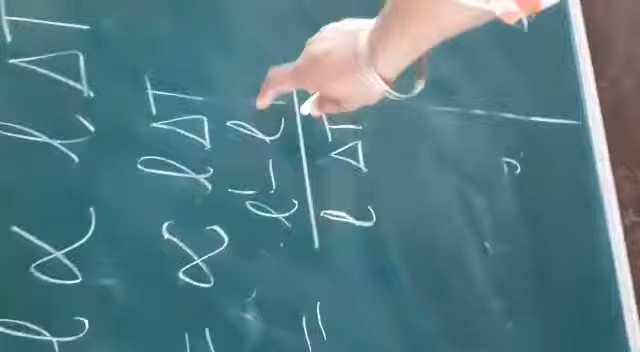 l α l, ΔT
= α l ΔT
l' - l
= 
l ΔT